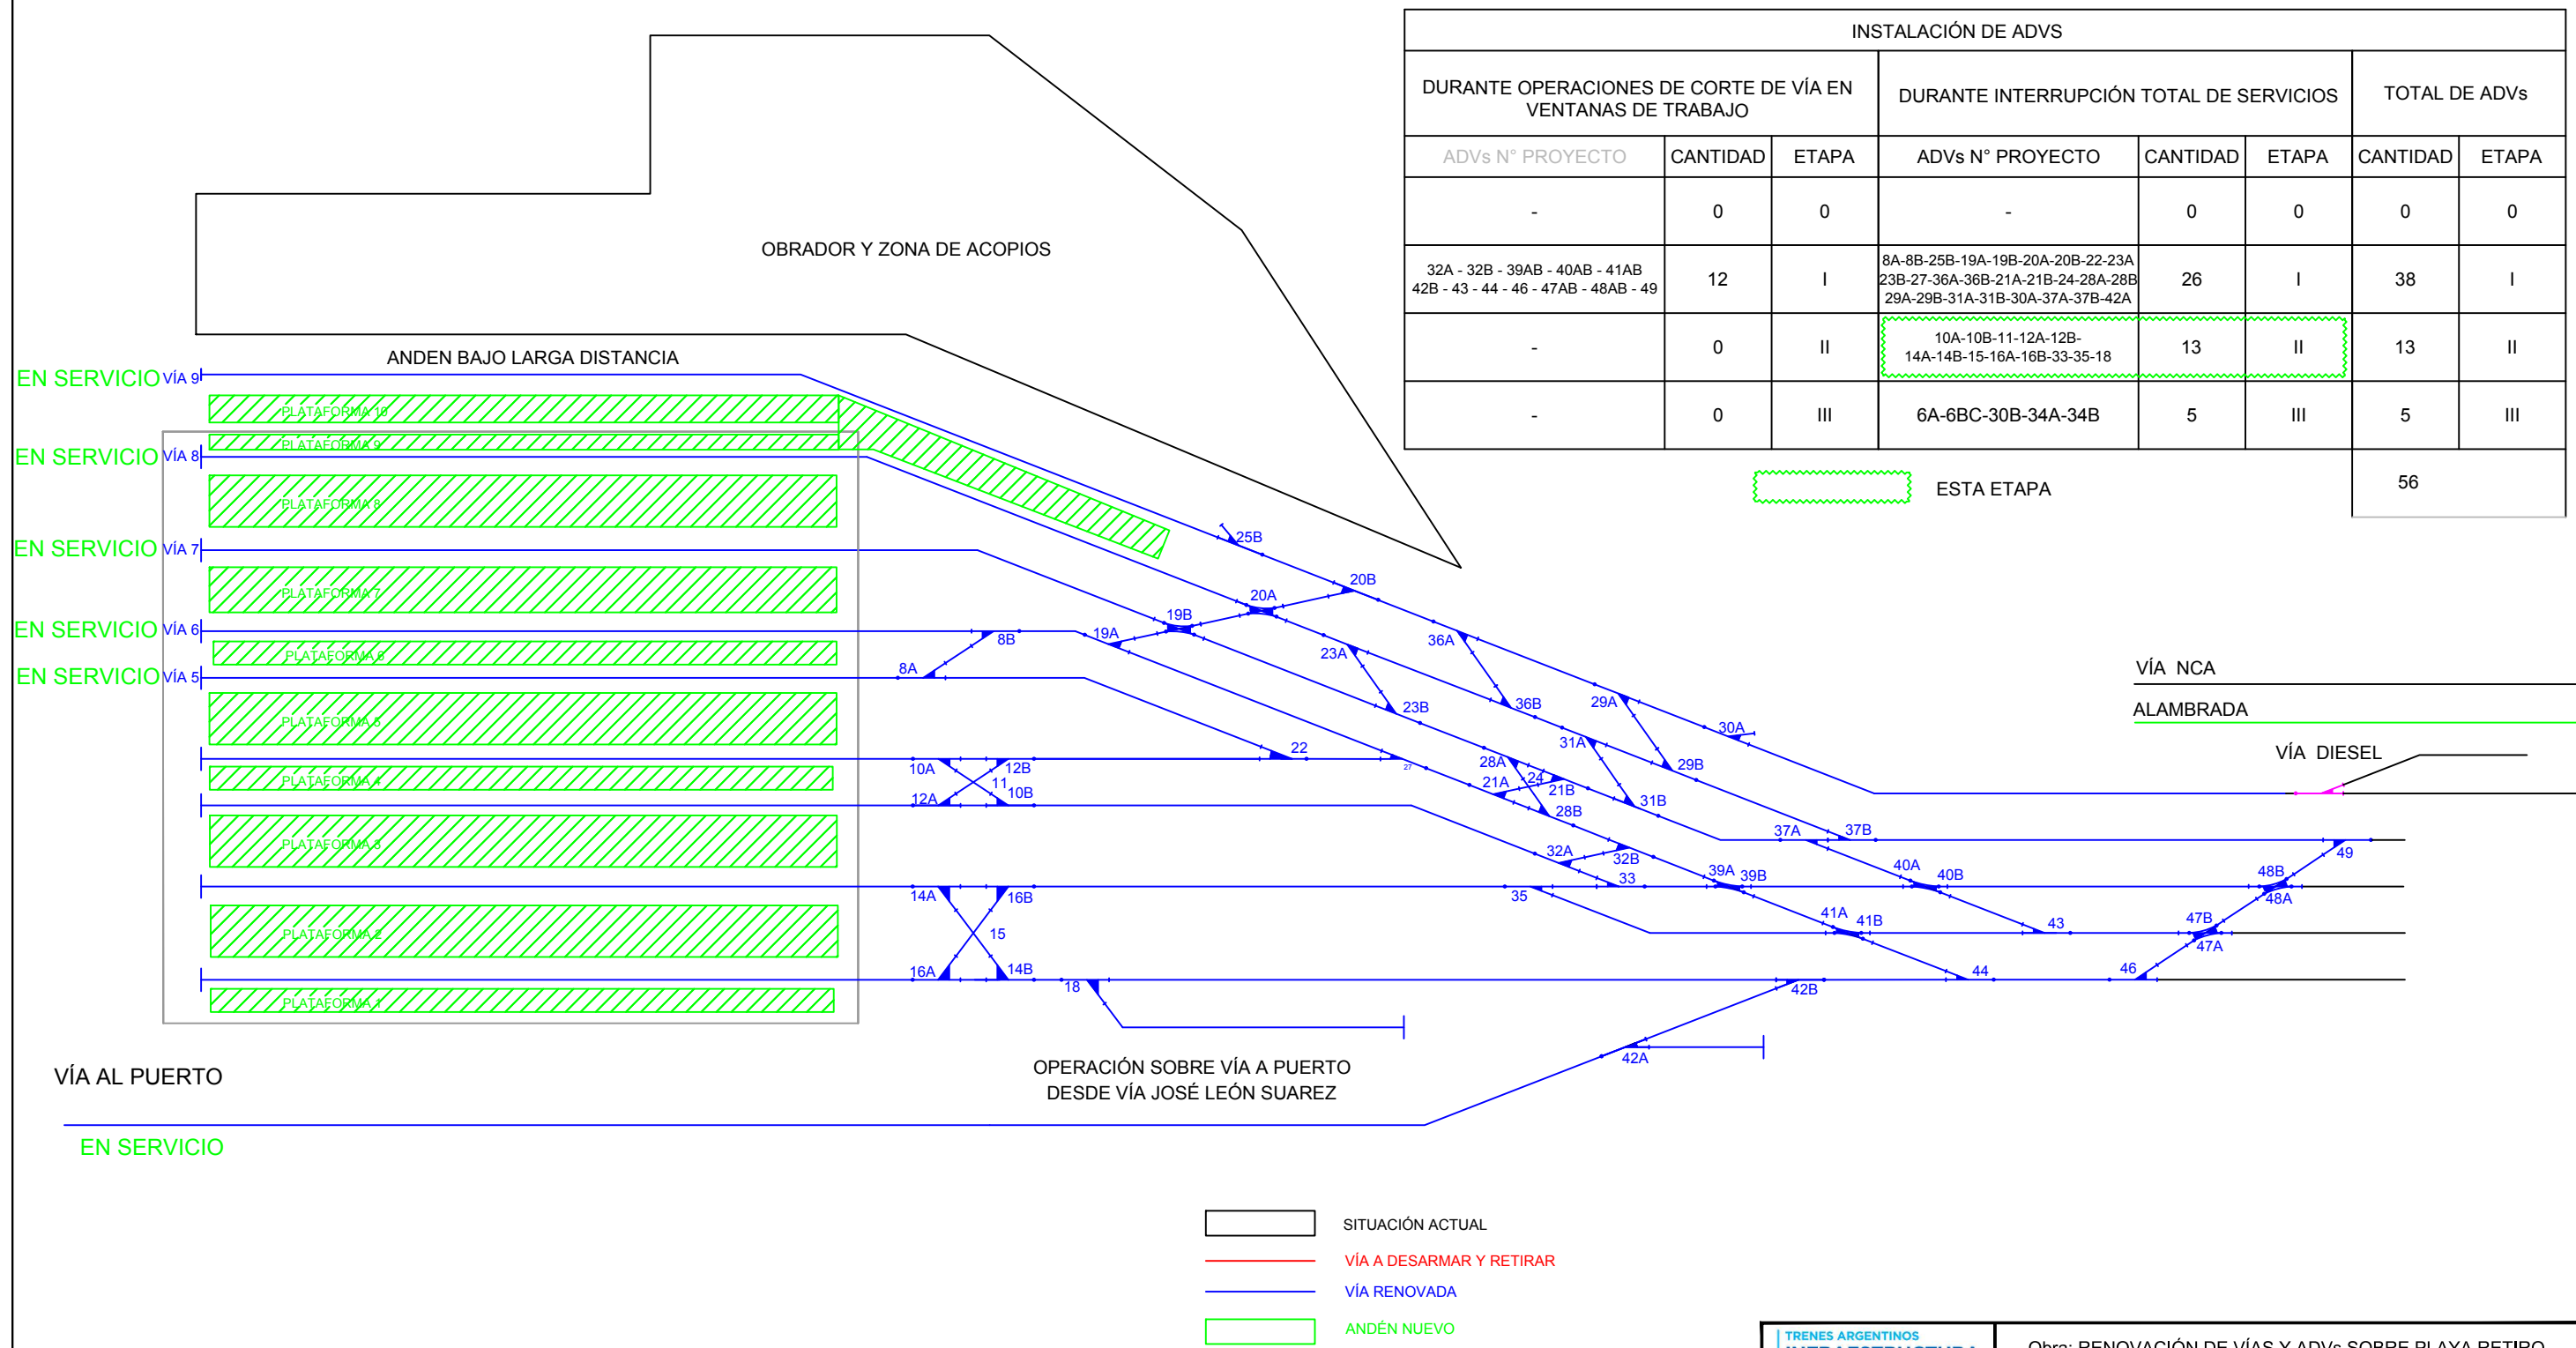 INSTALACIÓN DE ADVS
DURANTE OPERACIONES DE CORTE DE VÍA EN
VENTANAS DE TRABAJO
DURANTE INTERRUPCIÓN TOTAL DE SERVICIOS
TOTAL DE ADVs
ADVs N° PROYECTO CANTIDAD ETAPA ADVs N° PROYECTO CANTIDAD ETAPA CANTIDAD ETAPA
- 0 0 - 0 0 0 0
32A - 32B - 39AB - 40AB - 41AB
42B - 43 - 44 - 46 - 47AB - 48AB - 49
12 I
8A-8B-25B-19A-19B-20A-20B-22-23A
23B-27-36A-36B-21A-21B-24-28A-28B
29A-29B-31A-31B-30A-37A-37B-42A
26 I 38 I
- 0 II
10A-10B-11-12A-12B-
14A-14B-15-16A-16B-33-35-18
13 II 13 II
- 0 III 6A-6BC-30B-34A-34B 5 III 5 III
56
ESTA ETAPA
OBRADOR Y ZONA DE ACOPIOS
ANDEN BAJO LARGA DISTANCIA
EN SERVICIO VÍA 9
PLATAFORMA 10
PLATAFORMA 9
EN SERVICIO VÍA 8
PLATAFORMA 8
25B
EN SERVICIO VÍA 7
20B
20A
PLATAFORMA 7
19B
EN SERVICIO VÍA 6
19A
8B
36A
23A
PLATAFORMA 6
8A
EN SERVICIO VÍA 5
VÍA NCA
29A
36B
23B
ALAMBRADA
PLATAFORMA 5
30A
31A
22
VÍA DIESEL
10A
12B
27
28A
29B
PLATAFORMA 4
11
24
21A
21B
12A
10B
31B
28B
37A
37B
PLATAFORMA 3
32A
32B
49
40A
48B
39A
39B
40B
33
35
14A
16B
48A
41A
41B
47B
43
PLATAFORMA 2
15
47A
16A
14B
44
46
18
42B
PLATAFORMA 1
42A
OPERACIÓN SOBRE VÍA A PUERTO
DESDE VÍA JOSÉ LEÓN SUAREZ
VÍA AL PUERTO
EN SERVICIO
SITUACIÓN ACTUAL
VÍA A DESARMAR Y RETIRAR
VÍA RENOVADA
ANDÉN NUEVO
TRENES ARGENTINOS
INFRAESTRUCTURA
Obra: RENOVACIÓN DE VÍAS Y ADVs SOBRE PLAYA RETIRO